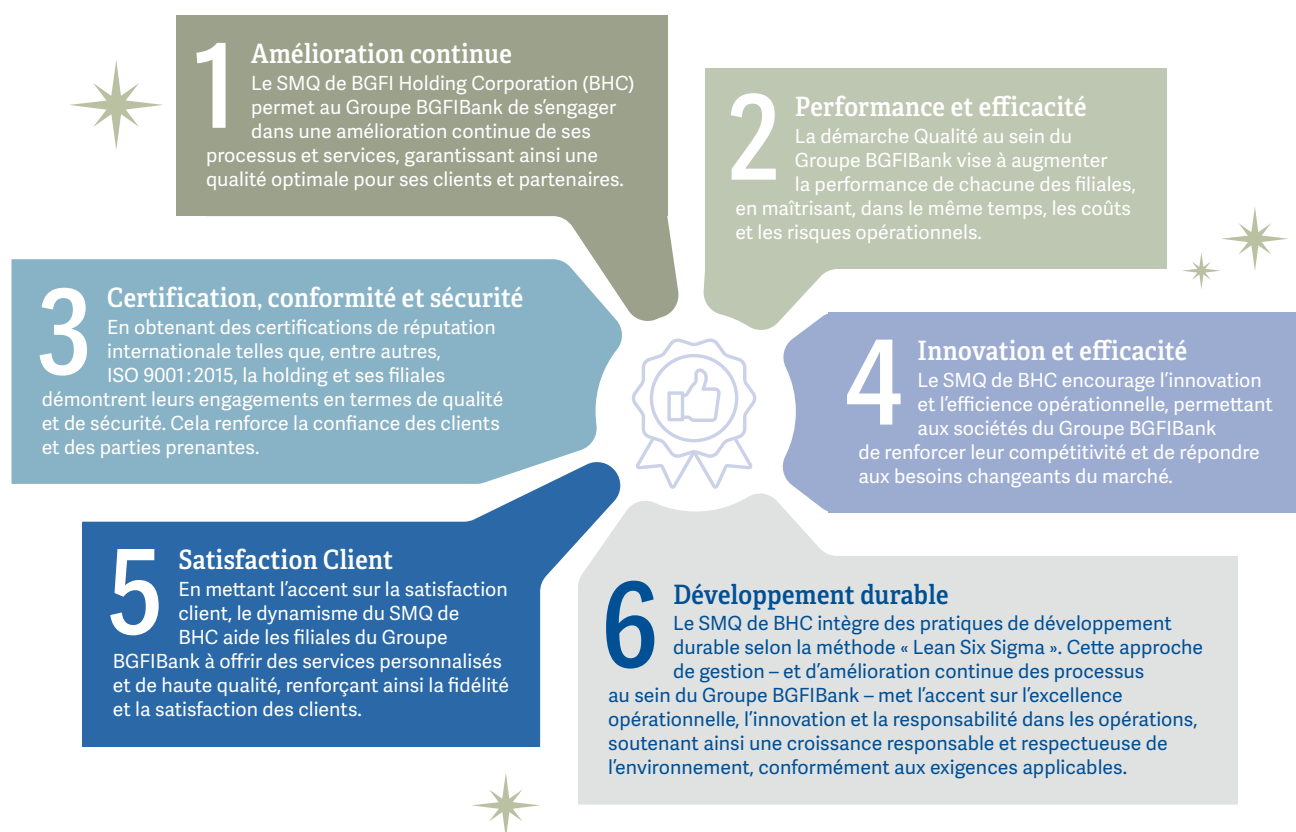 1
Amélioration continue
Le SMQ de BGFI Holding Corporation (BHC)
permet au Groupe BGFIBank de s’engager
dans une amélioration continue de ses
processus et services, garantissant ainsi une
qualité optimale pour ses clients et partenaires.
2
Performance et efficacité
La démarche Qualité au sein du
Groupe BGFIBank vise à augmenter
la performance de chacune des filiales,
en maîtrisant, dans le même temps, les coûts
et les risques opérationnels.
3
Certification, conformité et sécurité
En obtenant des certifications de réputation
internationale telles que, entre autres,
ISO 9001:2015, la holding et ses filiales
démontrent leurs engagements en termes de qualité
et de sécurité. Cela renforce la confiance des clients
et des parties prenantes.
4
Innovation et efficacité
Le SMQ de BHC encourage l’innovation
et l’efficience opérationnelle, permettant
aux sociétés du Groupe BGFIBank
de renforcer leur compétitivité et de répondre
aux besoins changeants du marché.
5
Satisfaction Client
En mettant l’accent sur la satisfaction
client, le dynamisme du SMQ de
BHC aide les filiales du Groupe
BGFIBank à offrir des services personnalisés
et de haute qualité, renforçant ainsi la fidélité
et la satisfaction des clients.
6
Développement durable
Le SMQ de BHC intègre des pratiques de développement
durable selon la méthode « Lean Six Sigma ». Cette approche
de gestion – et d’amélioration continue des processus
au sein du Groupe BGFIBank – met l’accent sur l’excellence
opérationnelle, l’innovation et la responsabilité dans les opérations,
soutenant ainsi une croissance responsable et respectueuse de
l’environnement, conformément aux exigences applicables.